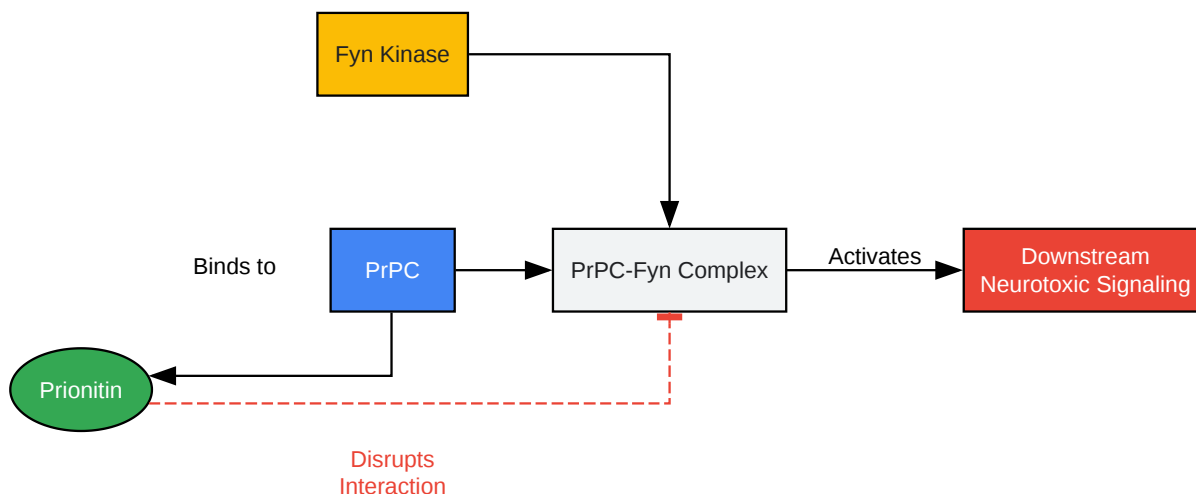 Fyn Kinase
Binds to
PrPC
PrPC-Fyn Complex
Activates
Downstream
Neurotoxic Signaling
Prionitin
Disrupts
Interaction